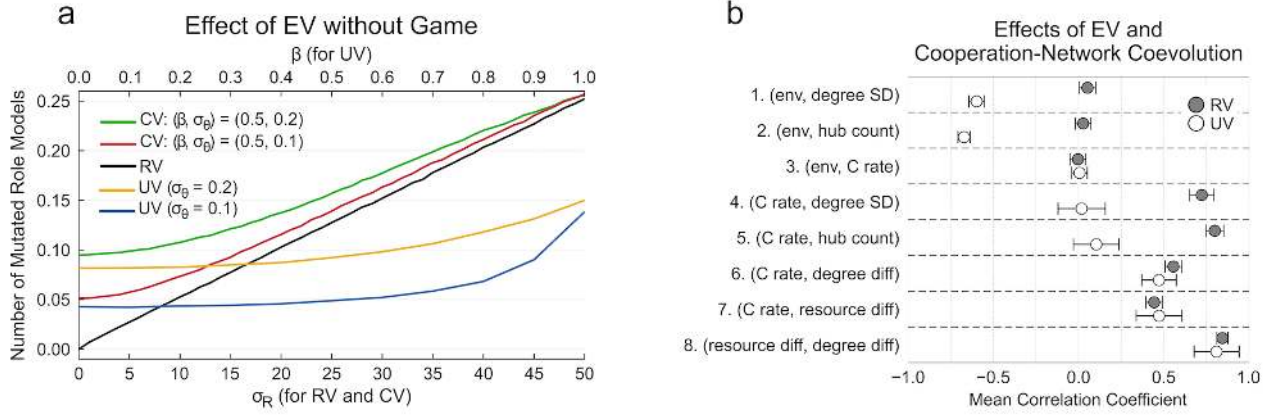 a
Effect of EV without Game
β (for UV)
0.0 0.1 0.2 0.3 0.4 0.5 0.6 0.7 0.8 0.9 1.0
Number of Mutated Role Models
0.25
0.20
0.15
0.10
0.05
0.00
CV: (β, σθ) = (0.5, 0.2)
CV: (β, σθ) = (0.5, 0.1)
RV
UV (σθ = 0.2)
UV (σθ = 0.1)
0 5 10 15 20 25 30 35 40 45 50
σR (for RV and CV)
b
Effects of EV and
Cooperation-Network Coevolution
1. (env, degree SD)
2. (env, hub count)
3. (env, C rate)
4. (C rate, degree SD)
5. (C rate, hub count)
6. (C rate, degree diff)
7. (C rate, resource diff)
8. (resource diff, degree diff)
RV
UV
−1.0 −0.5 0.0 0.5 1.0
Mean Correlation Coefficient